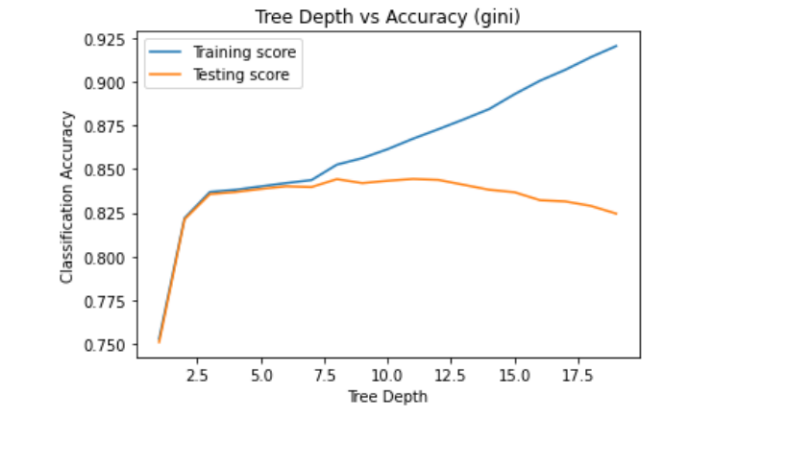 Tree Depth vs Accuracy (gini)
Training score
Testing score
Classification Accuracy
0.925
0.900
0.875
0.850
0.825
0.800
0.775
0.750
2.5 5.0 7.5 10.0 12.5 15.0 17.5
Tree Depth